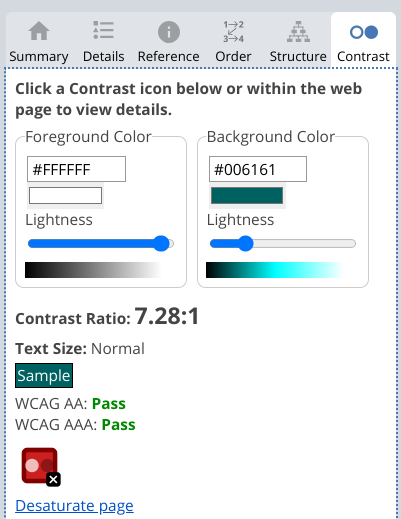 Summary Details Reference Order Structure Contrast
Click a Contrast icon below or within the web
page to view details.
Foreground Color Background Color
#FFFFFF #006161
Lightness Lightness
Contrast Ratio: 7.28:1
Text Size: Normal
Sample
WCAG AA: Pass
WCAG AAA: Pass
Desaturate page